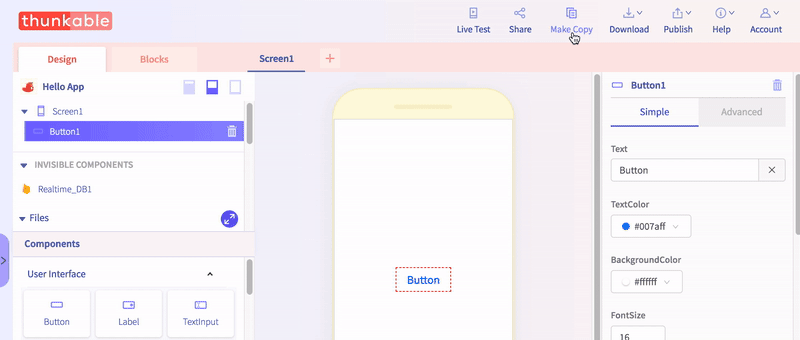 thunkable
Live Test
Share
Make Copy
Download
Publish
Help
Account
Design
Blocks
Screen1
Hello App
Screen1
Button1
INVISIBLE COMPONENTS
Realtime_DB1
Files
Components
User Interface
Button
Label
TextInput
Button
Button1
Simple
Advanced
Text
Button
TextColor
#007aff
BackgroundColor
#ffffff
FontSize
16